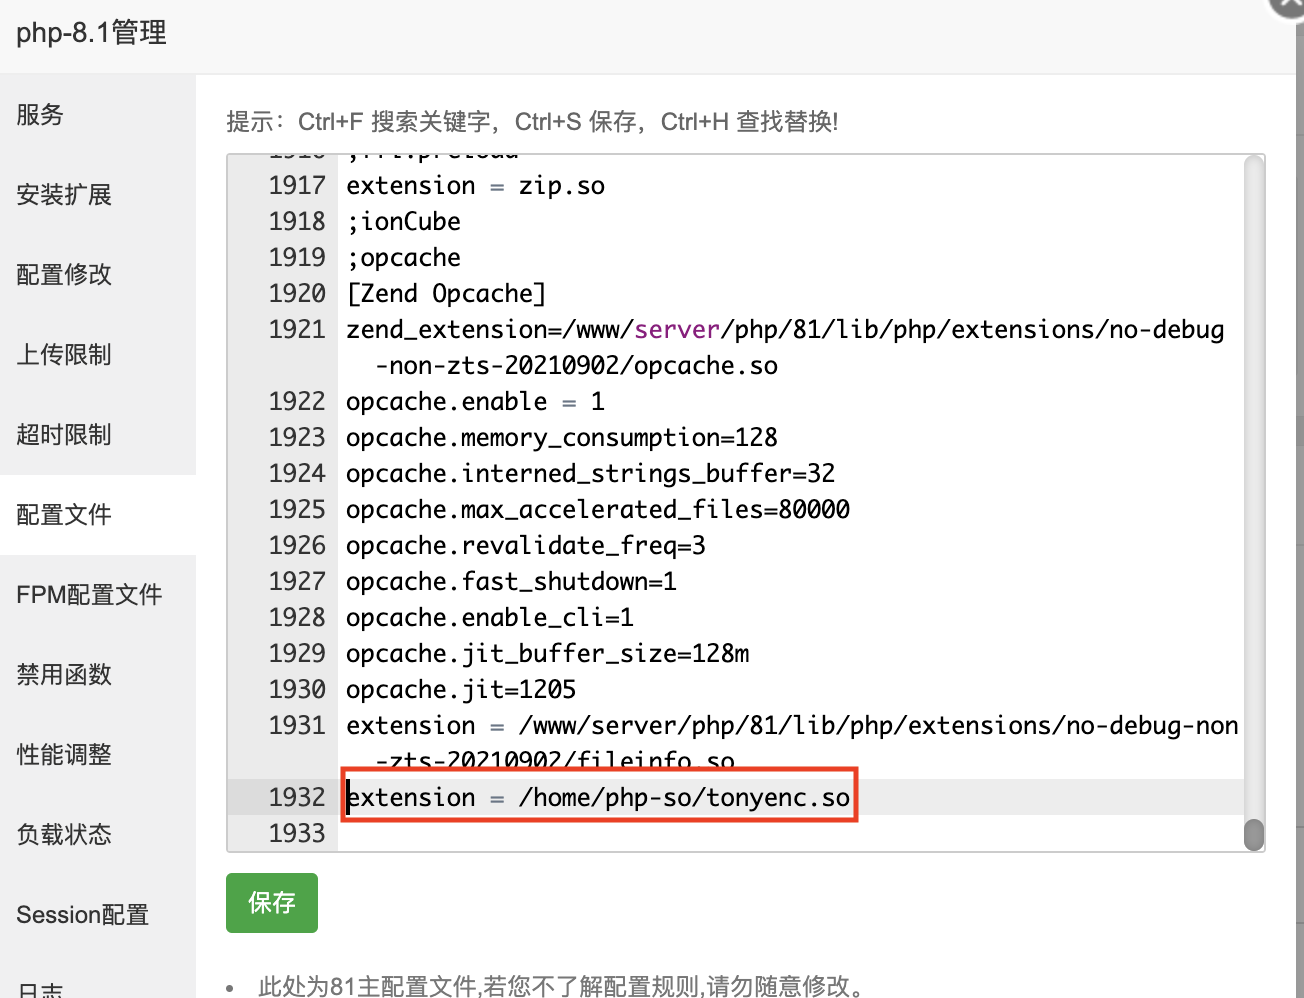 php-8.1管理
服务
安装扩展
配置修改
上传限制
超时限制
配置文件
FPM配置文件
禁用函数
性能调整
负载状态
Session配置
日志
提示：Ctrl+F 搜索关键字，Ctrl+S 保存，Ctrl+H 查找替换!
1916 ;ffi.preload
1917 extension = zip.so
1918 ;ionCube
1919 ;opcache
1920 [Zend Opcache]
1921 zend_extension=/www/server/php/81/lib/php/extensions/no-debug
-non-zts-20210902/opcache.so
1922 opcache.enable = 1
1923 opcache.memory_consumption=128
1924 opcache.interned_strings_buffer=32
1925 opcache.max_accelerated_files=80000
1926 opcache.revalidate_freq=3
1927 opcache.fast_shutdown=1
1928 opcache.enable_cli=1
1929 opcache.jit_buffer_size=128m
1930 opcache.jit=1205
1931 extension = /www/server/php/81/lib/php/extensions/no-debug-non
-zts-20210902/fileinfo.so
1932 extension = /home/php-so/tonyenc.so
1933
保存
• 此处为81主配置文件,若您不了解配置规则,请勿随意修改。